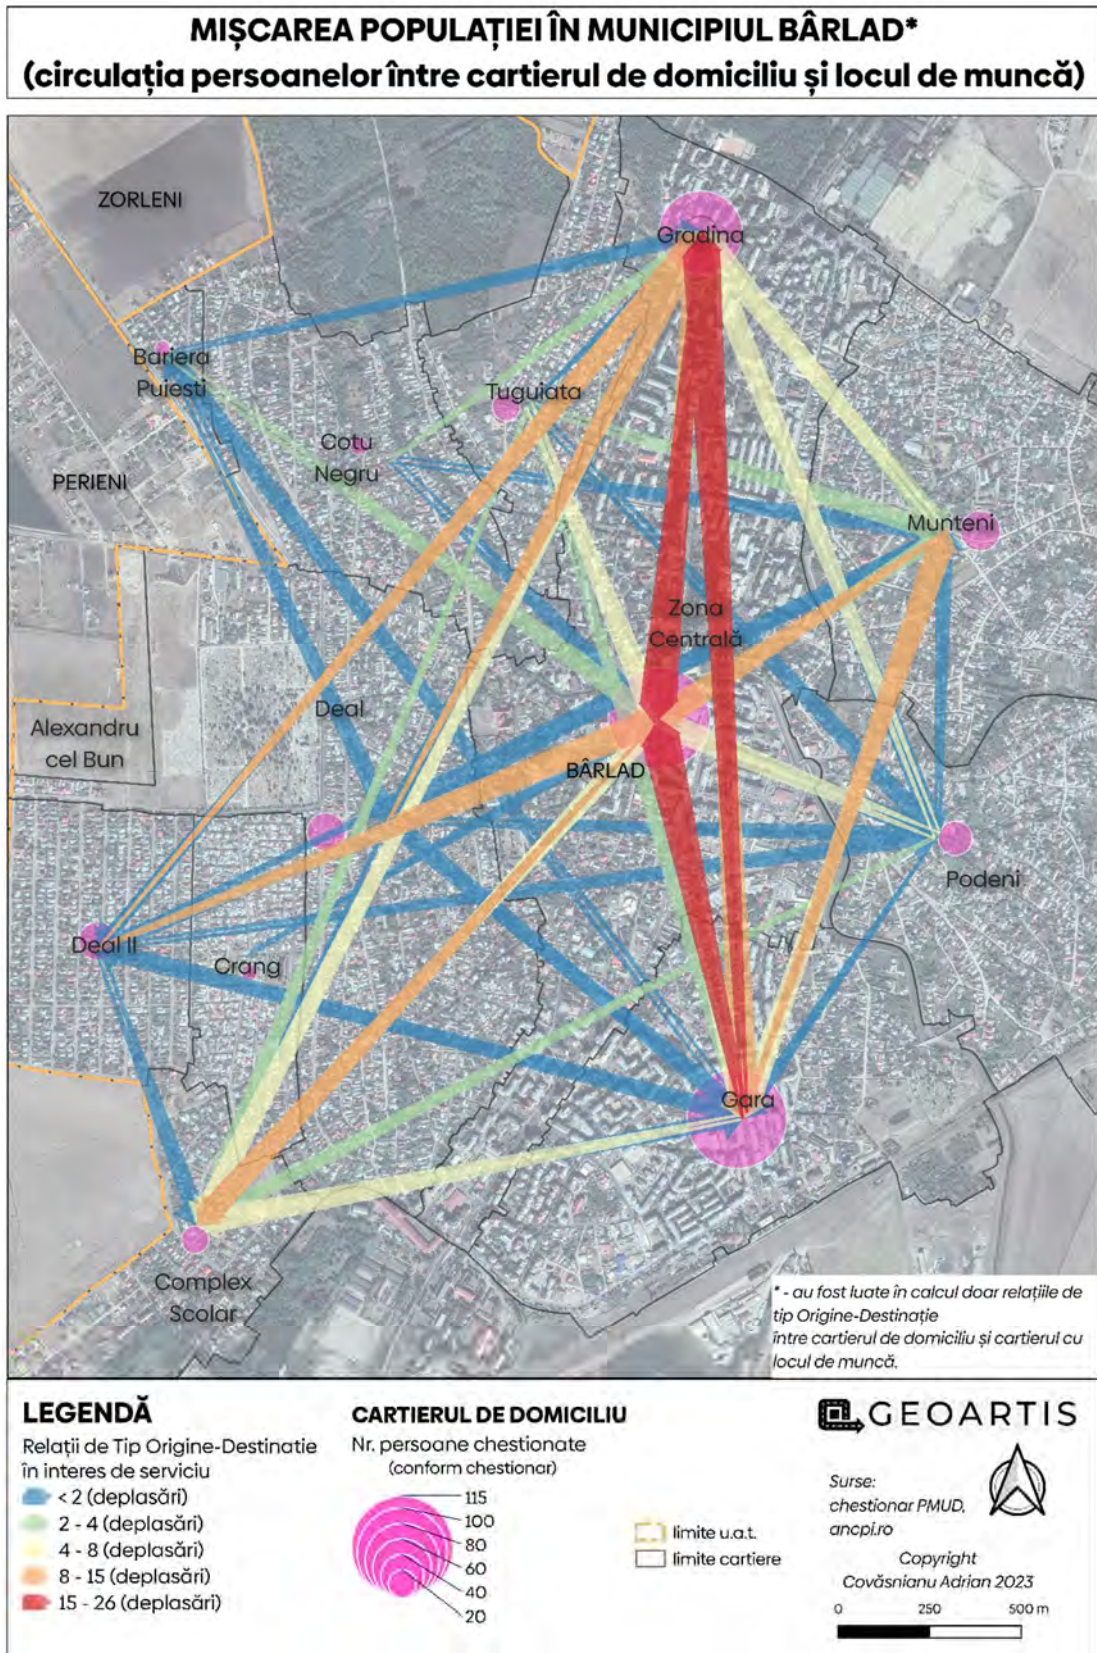 MIȘCAREA POPULAȚIEI ÎN MUNICIPIUL BÂRLAD*
(circulația persoanelor între cartierul de domiciliu și locul de muncă)
ZORLENI
Gradina
Bariera
Puiesti
Tuguiata
Cotu
Negru
PERIENI
Munteni
Zona
Centrală
Deal
Alexandru
cel Bun
BÂRLAD
Podeni
Deal II
Crang
Gara
Complex
Scolar
* - au fost luate în calcul doar relațiile de
tip Origine-Destinație
între cartierul de domiciliu și cartierul cu
locul de muncă.
LEGENDĂ
Relații de Tip Origine-Destinatie
în interes de serviciu
< 2 (deplasări)
2 - 4 (deplasări)
4 - 8 (deplasări)
8 - 15 (deplasări)
15 - 26 (deplasări)
CARTIERUL DE DOMICILIU
Nr. persoane chestionate
(conform chestionar)
115
100
80
60
40
20
limite u.a.t.
limite cartiere
GEOARTIS
Surse:
chestionar PMUD,
ancpi.ro
Copyright
Covăsnianu Adrian 2023
0 250 500 m